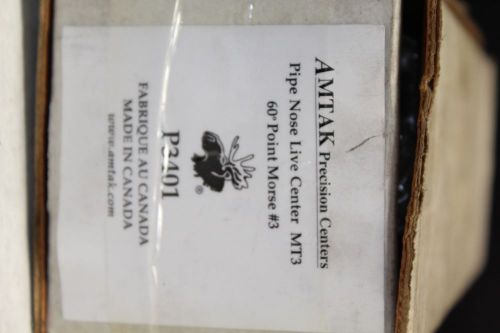 AMTAK Precision Centers
Pipe Nose Live Center MT3
60° Point Morse #3
®
P3401
FABRIQUE AU CANADA
MADE IN CANADA
www.amtak.com